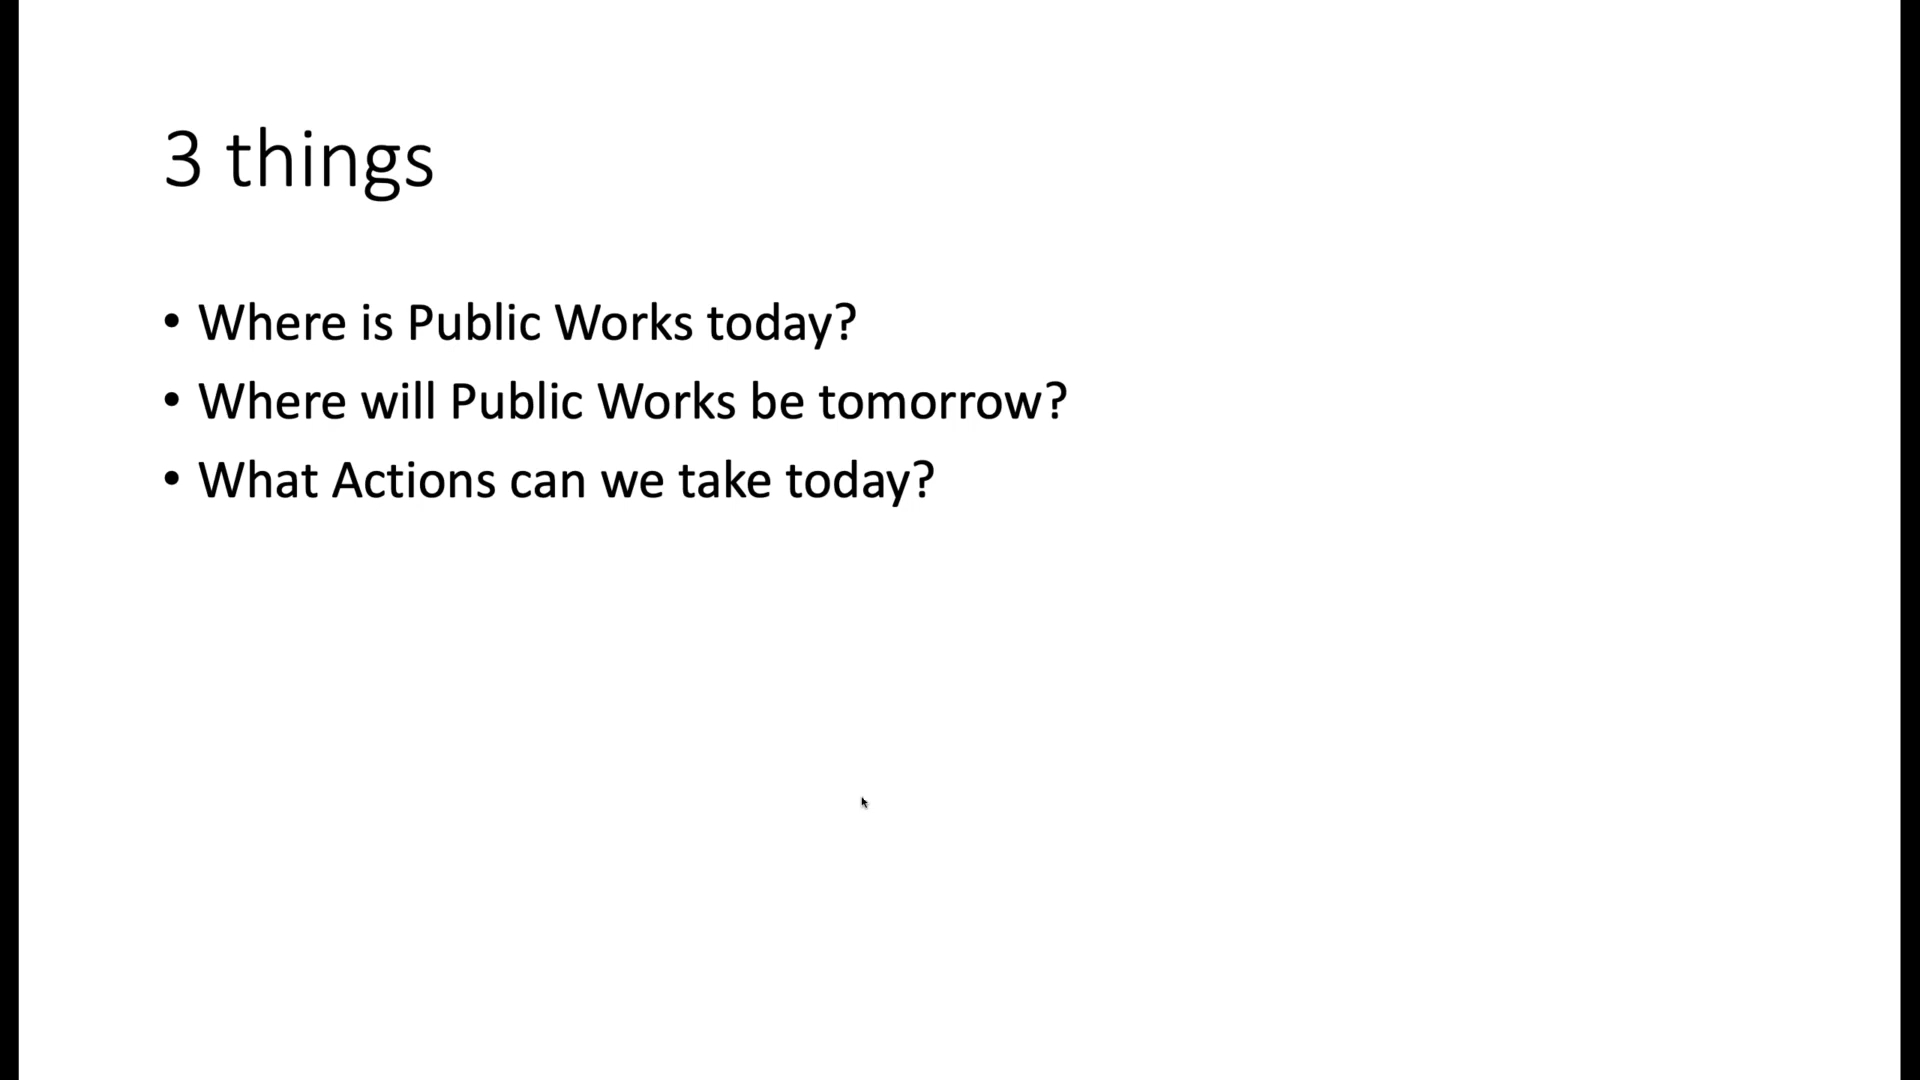 3 things
• Where is Public Works today?
• Where will Public Works be tomorrow?
• What Actions can we take today?